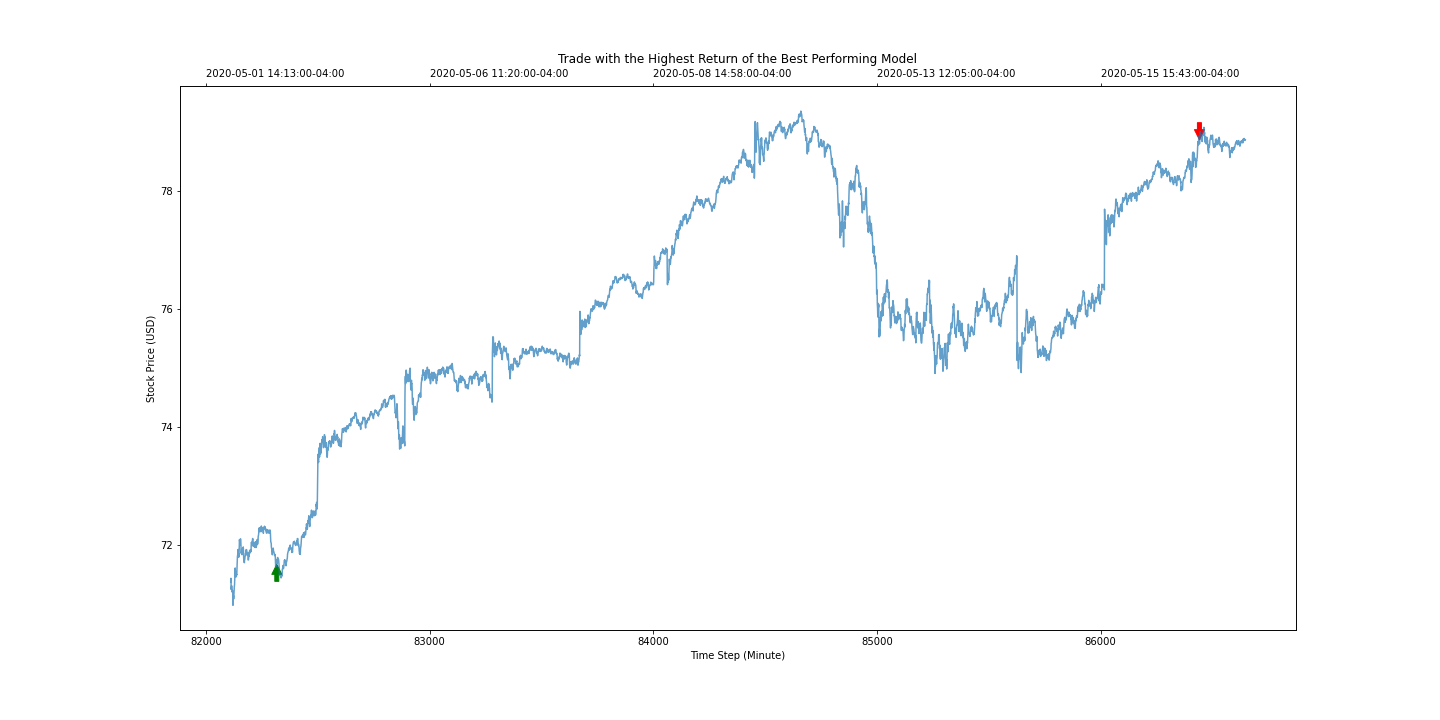 Trade with the Highest Return of the Best Performing Model
2020-05-01 14:13:00-04:00 2020-05-06 11:20:00-04:00 2020-05-08 14:58:00-04:00 2020-05-13 12:05:00-04:00 2020-05-15 15:43:00-04:00
78
76
74
72
Stock Price (USD)
82000 83000 84000 85000 86000
Time Step (Minute)